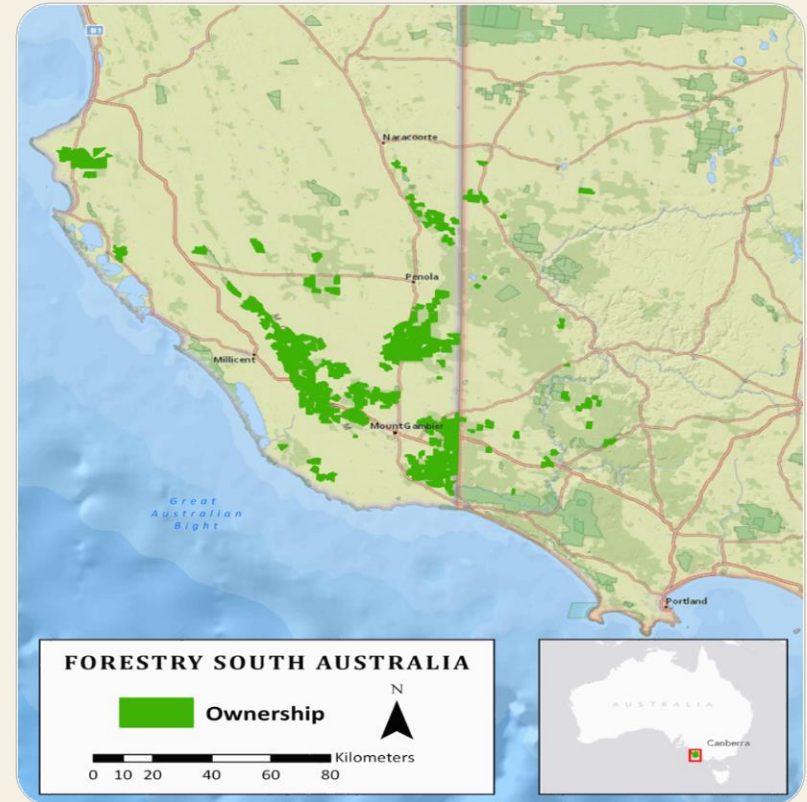 B1
Naracoorte
Penola
Millicent
Mount Gambier
Great
Australian
Bight
Portland
FORESTRY SOUTH AUSTRALIA
Ownership
N
Kilometers
0 10 20 40 60 80
AUSTRALIA
Canberra